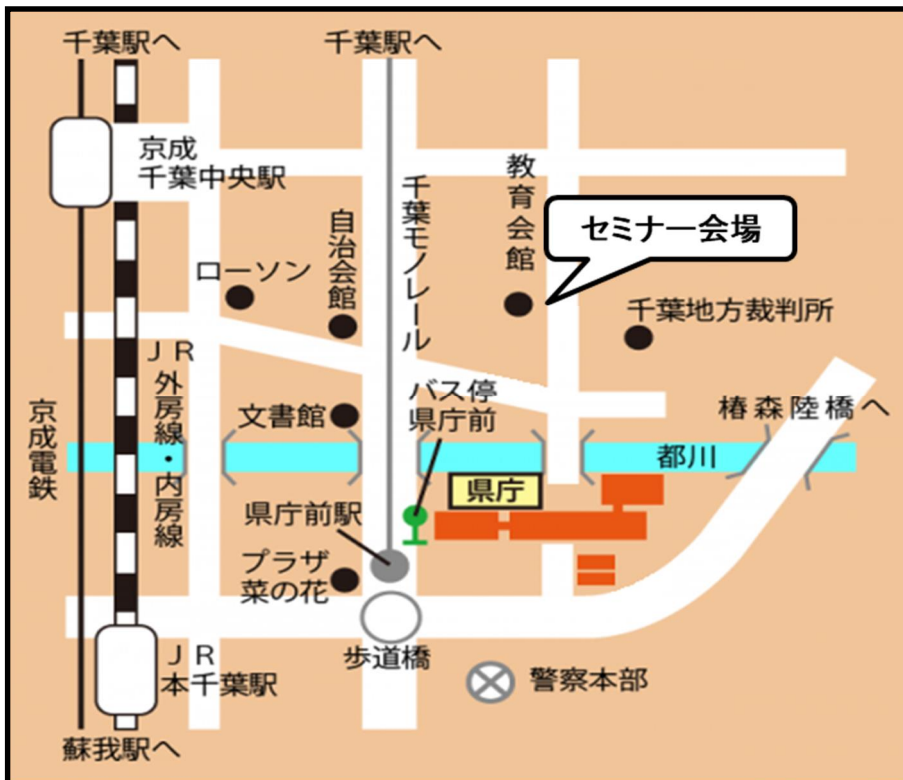 千葉駅へ
千葉駅へ
京成
千葉中央駅
教育会館
セミナー会場
千葉モノレール
自治会館
ローソン
千葉地方裁判所
ＪＲ
外房線・内房線
京成電鉄
バス停
県庁前
文書館
椿森陸橋へ
都川
県庁
県庁前駅
プラザ
菜の花
歩道橋
ＪＲ
本千葉駅
警察本部
蘇我駅へ